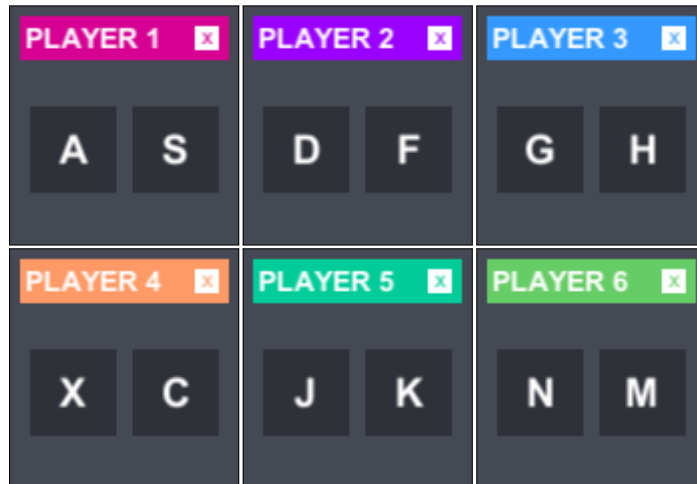 PLAYER 1 x
A S
PLAYER 2 x
D F
PLAYER 3 x
G H
PLAYER 4 x
X C
PLAYER 5 x
J K
PLAYER 6 x
N M